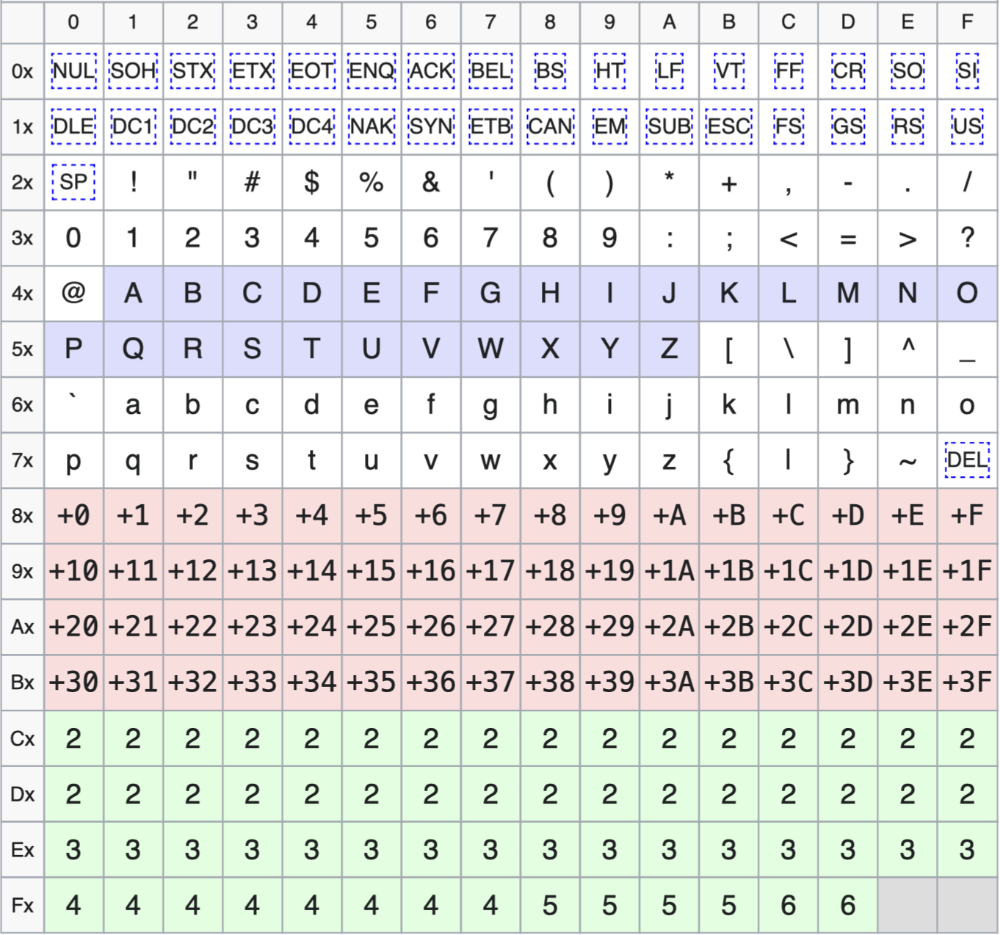 0 1 2 3 4 5 6 7 8 9 A B C D E F
0x NUL SOH STX ETX EOT ENQ ACK BEL BS HT LF VT FF CR SO SI
1x DLE DC1 DC2 DC3 DC4 NAK SYN ETB CAN EM SUB ESC FS GS RS US
2x SP ! " # $ % & ' ( ) * + , - . /
3x 0 1 2 3 4 5 6 7 8 9 : ; < = > ?
4x @ A B C D E F G H I J K L M N O
5x P Q R S T U V W X Y Z [ \ ] ^ _
6x ` a b c d e f g h i j k l m n o
7x p q r s t u v w x y z { | } ~ DEL
8x +0 +1 +2 +3 +4 +5 +6 +7 +8 +9 +A +B +C +D +E +F
9x +10 +11 +12 +13 +14 +15 +16 +17 +18 +19 +1A +1B +1C +1D +1E +1F
Ax +20 +21 +22 +23 +24 +25 +26 +27 +28 +29 +2A +2B +2C +2D +2E +2F
Bx +30 +31 +32 +33 +34 +35 +36 +37 +38 +39 +3A +3B +3C +3D +3E +3F
Cx 2 2 2 2 2 2 2 2 2 2 2 2 2 2 2 2
Dx 2 2 2 2 2 2 2 2 2 2 2 2 2 2 2 2
Ex 3 3 3 3 3 3 3 3 3 3 3 3 3 3 3 3
Fx 4 4 4 4 4 4 4 4 5 5 5 5 6 6